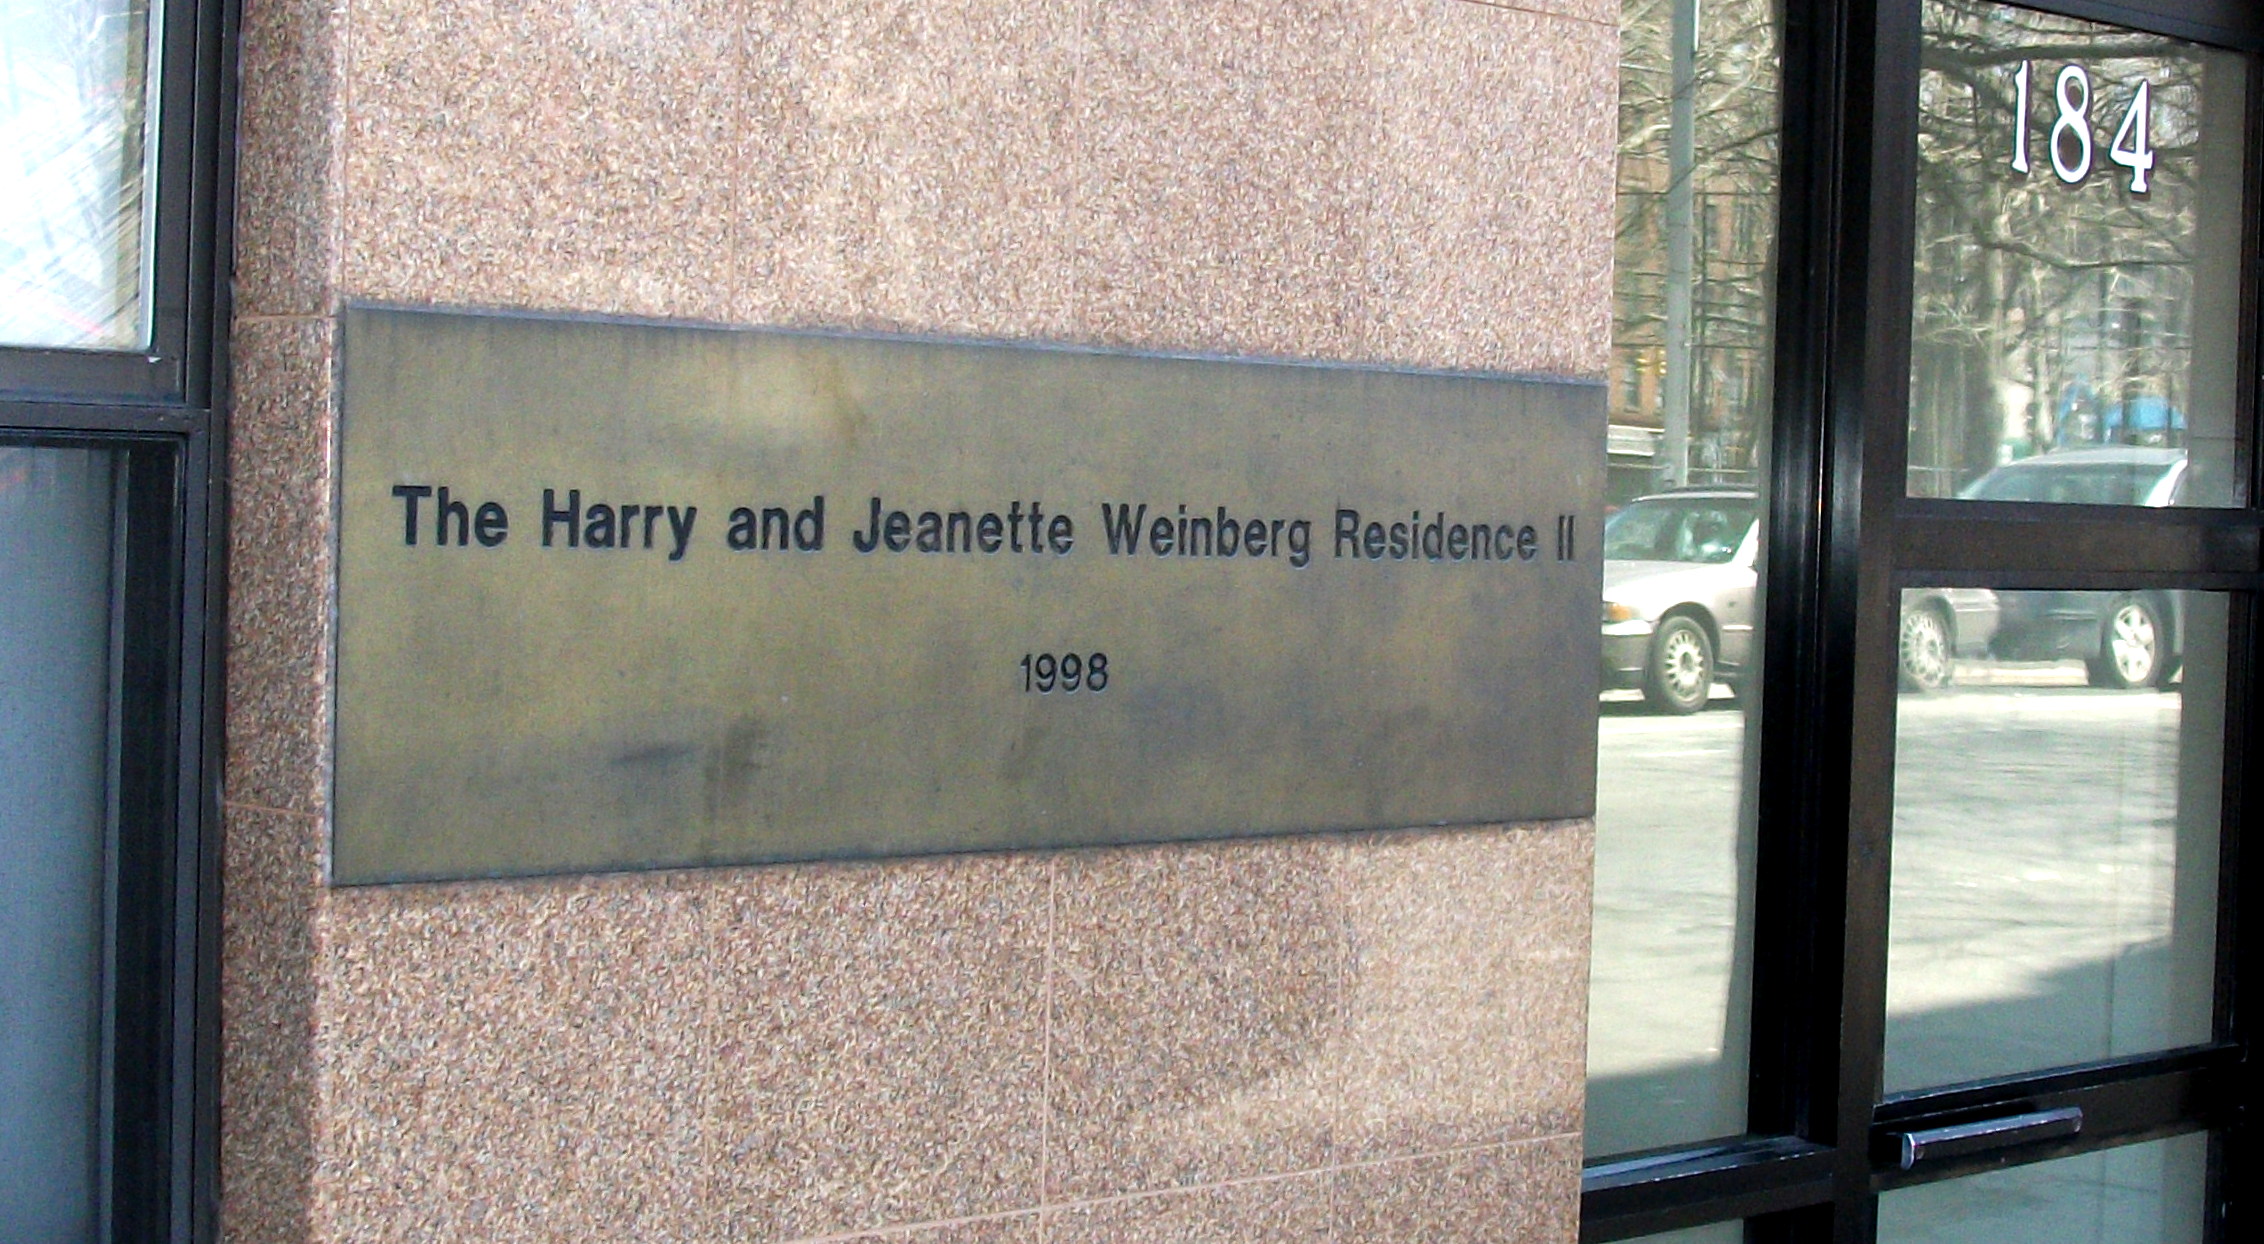 184
The Harry and Jeanette Weinberg Residence II
1998